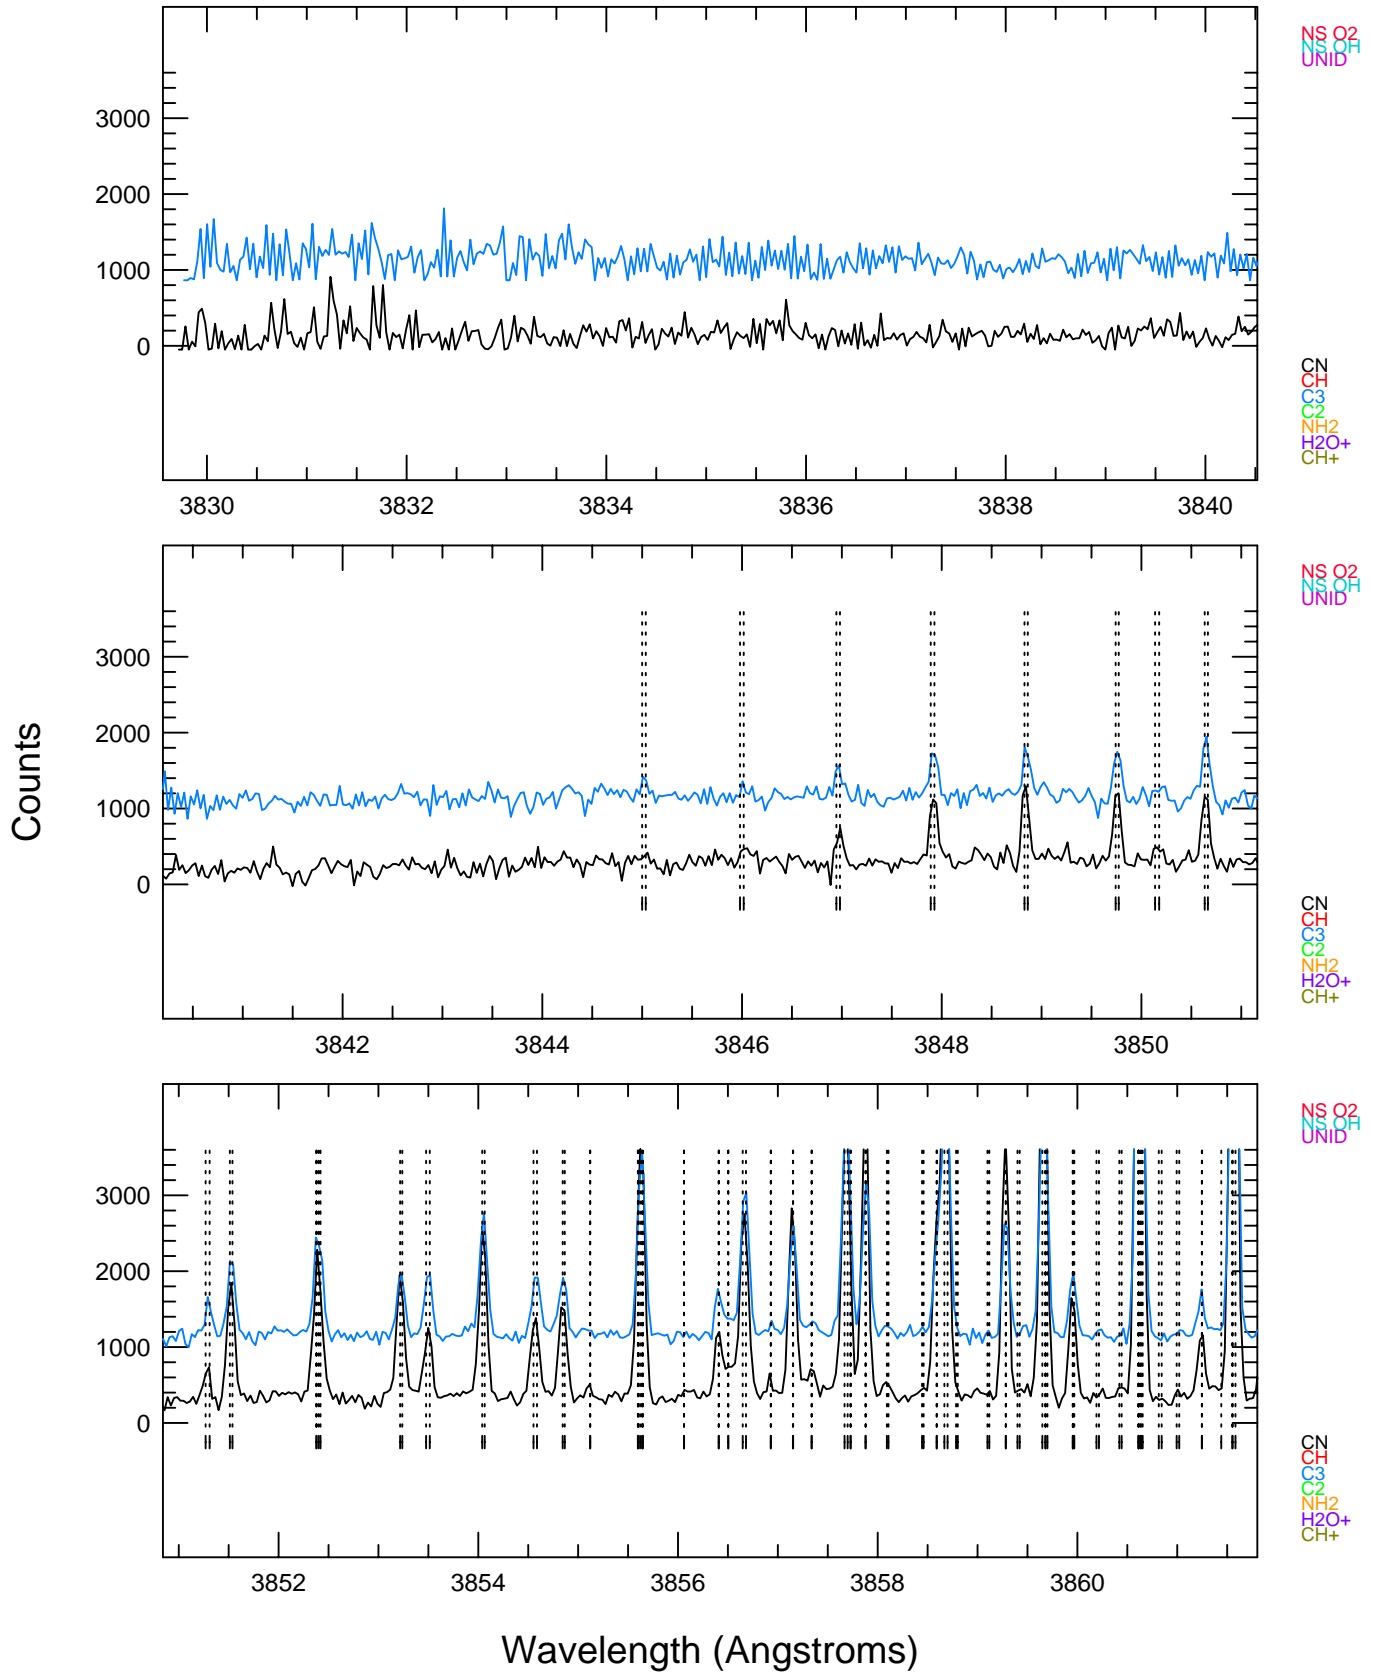 NS O2
NS OH
UNID
3000
2000
1000
0
CN
CH
C3
C2
NH2
H2O+
CH+
3830 3832 3834 3836 3838 3840
NS O2
NS OH
UNID
3000
2000
1000
0
Counts
CN
CH
C3
C2
NH2
H2O+
CH+
3842 3844 3846 3848 3850
NS O2
NS OH
UNID
3000
2000
1000
0
CN
CH
C3
C2
NH2
H2O+
CH+
3852 3854 3856 3858 3860
Wavelength (Angstroms)